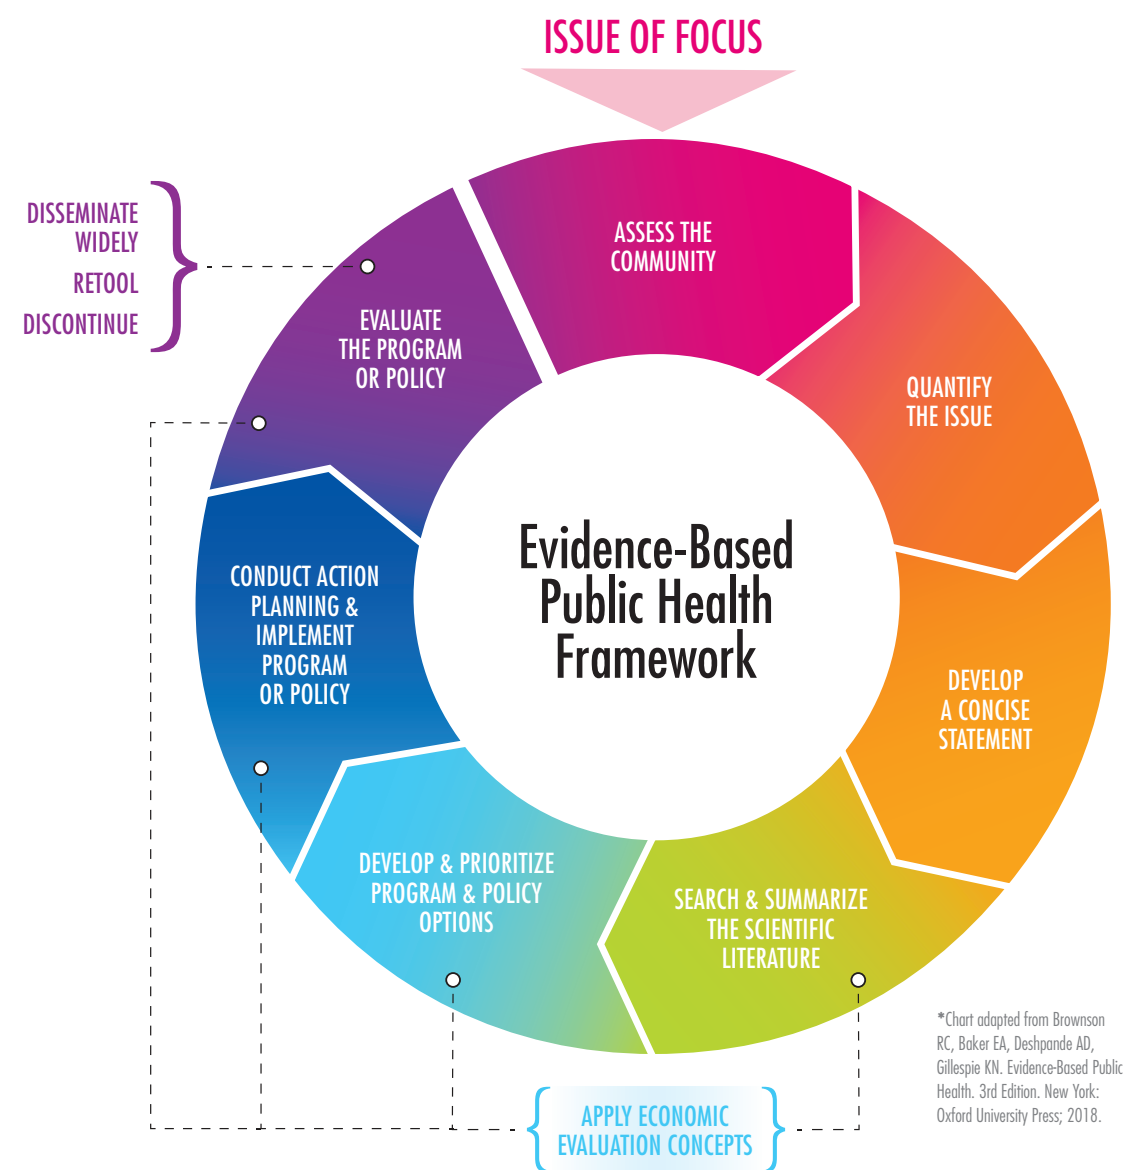 ISSUE OF FOCUS
ASSESS THE
COMMUNITY
QUANTIFY
THE ISSUE
DEVELOP
A CONCISE
STATEMENT
SEARCH & SUMMARIZE
THE SCIENTIFIC
LITERATURE
DEVELOP & PRIORITIZE
PROGRAM & POLICY
OPTIONS
CONDUCT ACTION
PLANNING &
IMPLEMENT
PROGRAM
OR POLICY
EVALUATE
THE PROGRAM
OR POLICY
DISSEMINATE
WIDELY
RETOOL
DISCONTINUE
Evidence-Based
Public Health
Framework
APPLY ECONOMIC
EVALUATION CONCEPTS
*Chart adapted from Brownson
RC, Baker EA, Deshpande AD,
Gillespie KN. Evidence-Based Public
Health. 3rd Edition. New York:
Oxford University Press; 2018.